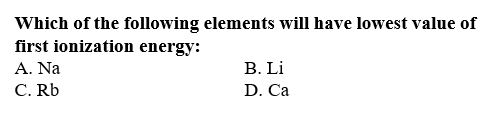 Which of the following elements will have lowest value of
first ionization energy:
A. Na B. Li
C. Rb D. Ca